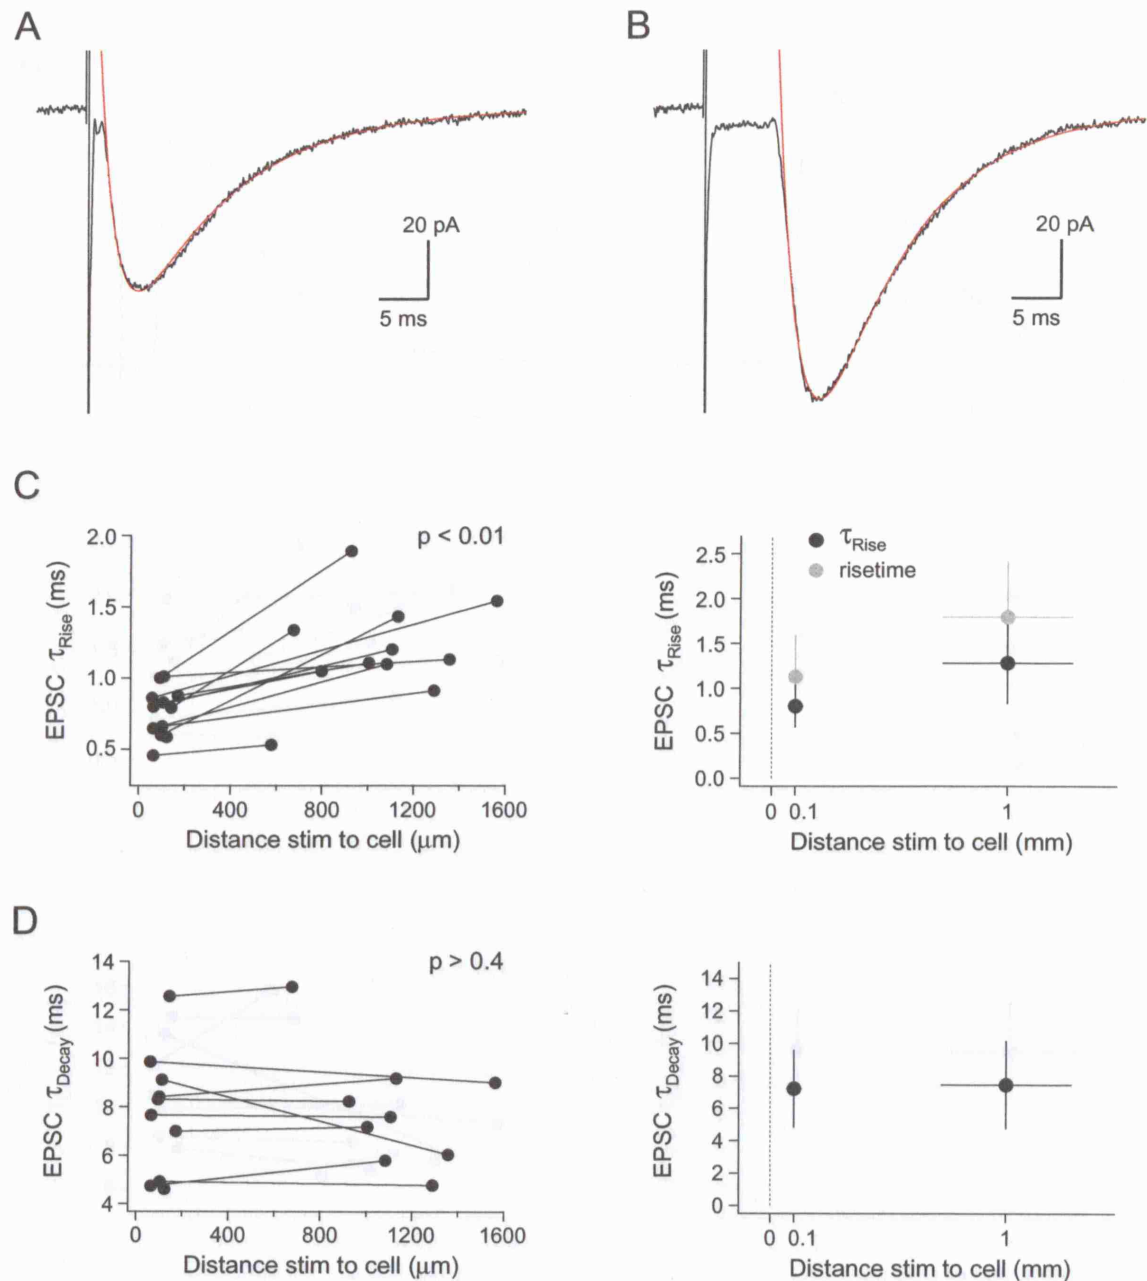 A
B
20 pA
5 ms
20 pA
5 ms
C
p < 0.01
EPSC τRise (ms)
2.0
1.5
1.0
0.5
0 400 800 1200 1600
Distance stim to cell (μm)
τRise
risetime
EPSC τRise (ms)
2.5
2.0
1.5
1.0
0.5
0.0
0 0.1 1
Distance stim to cell (mm)
D
p > 0.4
EPSC τDecay (ms)
14
12
10
8
6
4
0 400 800 1200 1600
Distance stim to cell (μm)
EPSC τDecay (ms)
14
12
10
8
6
4
2
0
0 0.1 1
Distance stim to cell (mm)